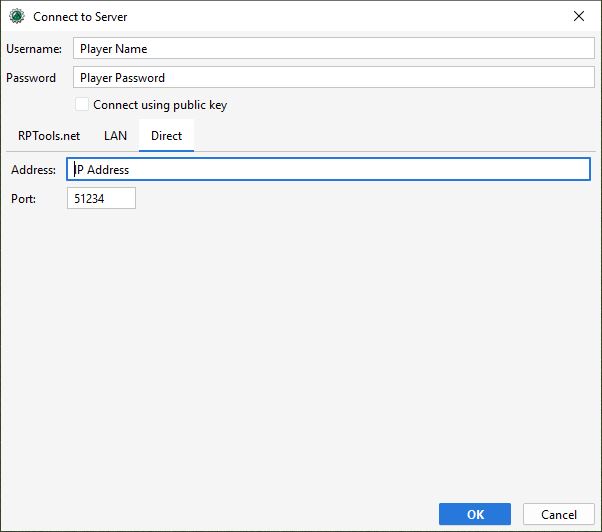 Connect to Server
Username: Player Name
Password Player Password
Connect using public key
RPTools.net LAN Direct
Address: IP Address
Port: 51234
OK Cancel